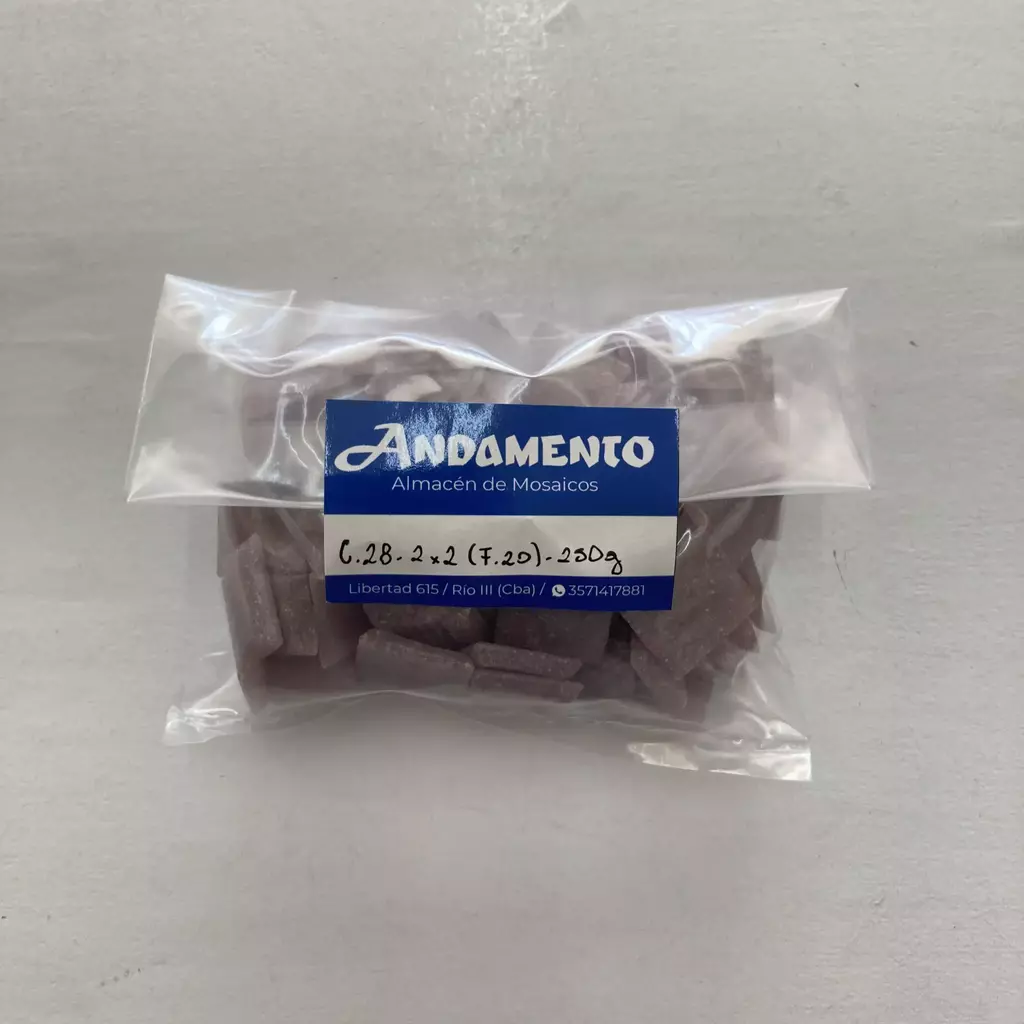 ANDAMENTO
Almacén de Mosaicos
C.28 - 2x2 (F.20) - 250g
Libertad 615 / Río III (Cba) / 3571417881